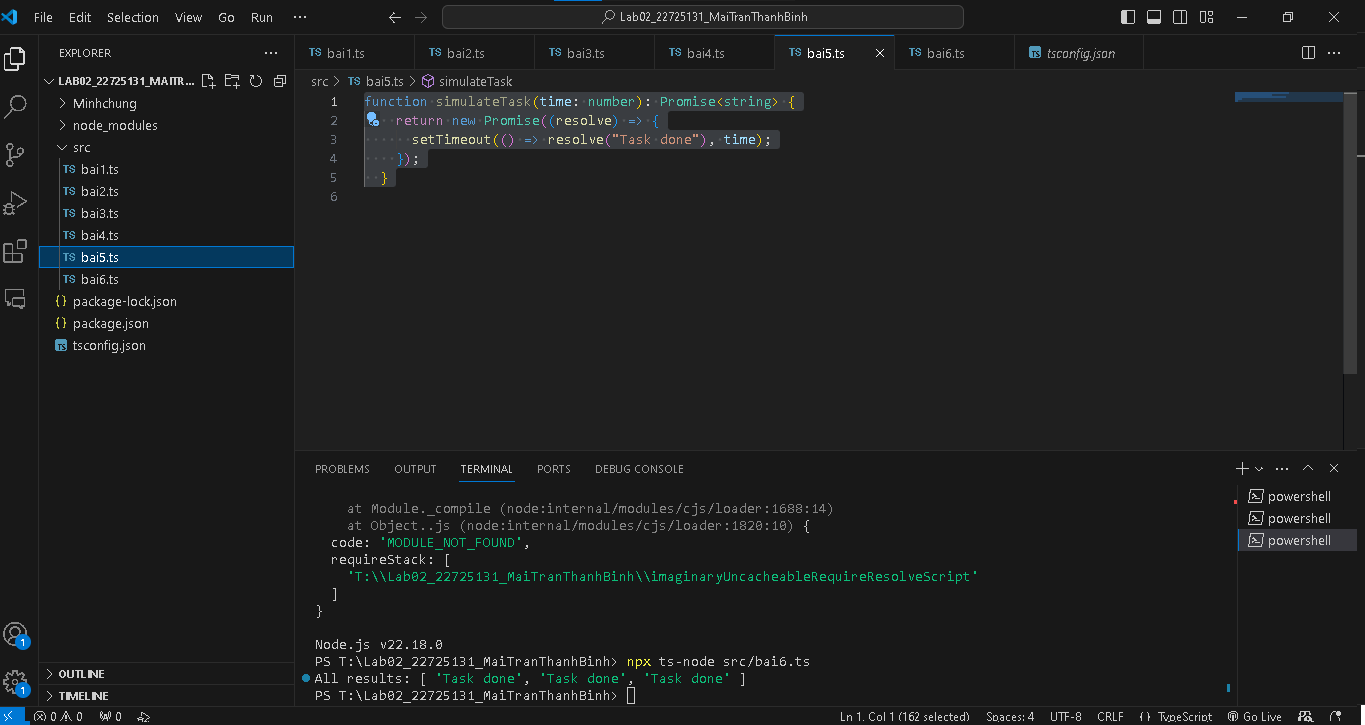 File Edit Selection View Go Run ··· Lab02_22725131_MaiTranThanhBinh
EXPLORER ···
LAB02_22725131_MAITR...
Minhchung
node_modules
src
TS bai1.ts
TS bai2.ts
TS bai3.ts
TS bai4.ts
TS bai5.ts
TS bai6.ts
{} package-lock.json
{} package.json
TS tsconfig.json
OUTLINE
TIMELINE
TS bai1.ts TS bai2.ts TS bai3.ts TS bai4.ts TS bai5.ts TS bai6.ts TS tsconfig.json
src > TS bai5.ts > simulateTask
1 function simulateTask(time: number): Promise<string> {
2 return new Promise((resolve) => {
3 setTimeout(() => resolve("Task done"), time);
4 });
5 }
6
PROBLEMS OUTPUT TERMINAL PORTS DEBUG CONSOLE
at Module._compile (node:internal/modules/cjs/loader:1688:14)
at Object..js (node:internal/modules/cjs/loader:1820:10) {
code: 'MODULE_NOT_FOUND',
requireStack: [
'T:\\Lab02_22725131_MaiTranThanhBinh\\imaginaryUncacheableRequireResolveScript'
]
}
Node.js v22.18.0
PS T:\Lab02_22725131_MaiTranThanhBinh> npx ts-node src/bai6.ts
All results: [ 'Task done', 'Task done', 'Task done' ]
PS T:\Lab02_22725131_MaiTranThanhBinh>
powershell
powershell
powershell
1
1
0 0 0 Ln 1, Col 1 (162 selected) Spaces: 4 UTF-8 CRLF {} TypeScript Go Live